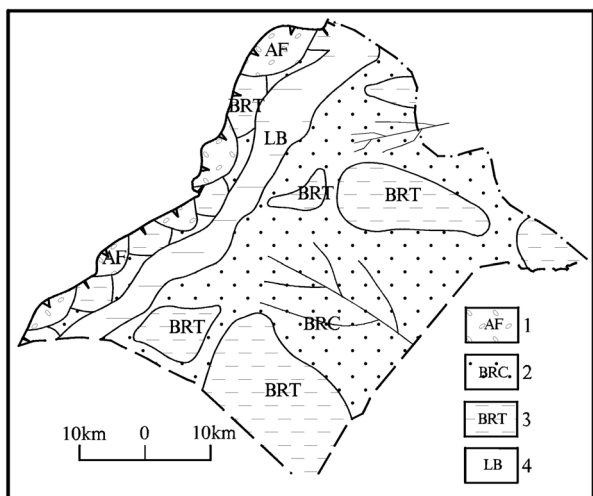 AF
BRT
LB
BRT
BRT
AF
BRT
BRC
BRT
AF 1
BRC 2
BRT 3
LB 4
10km 0 10km